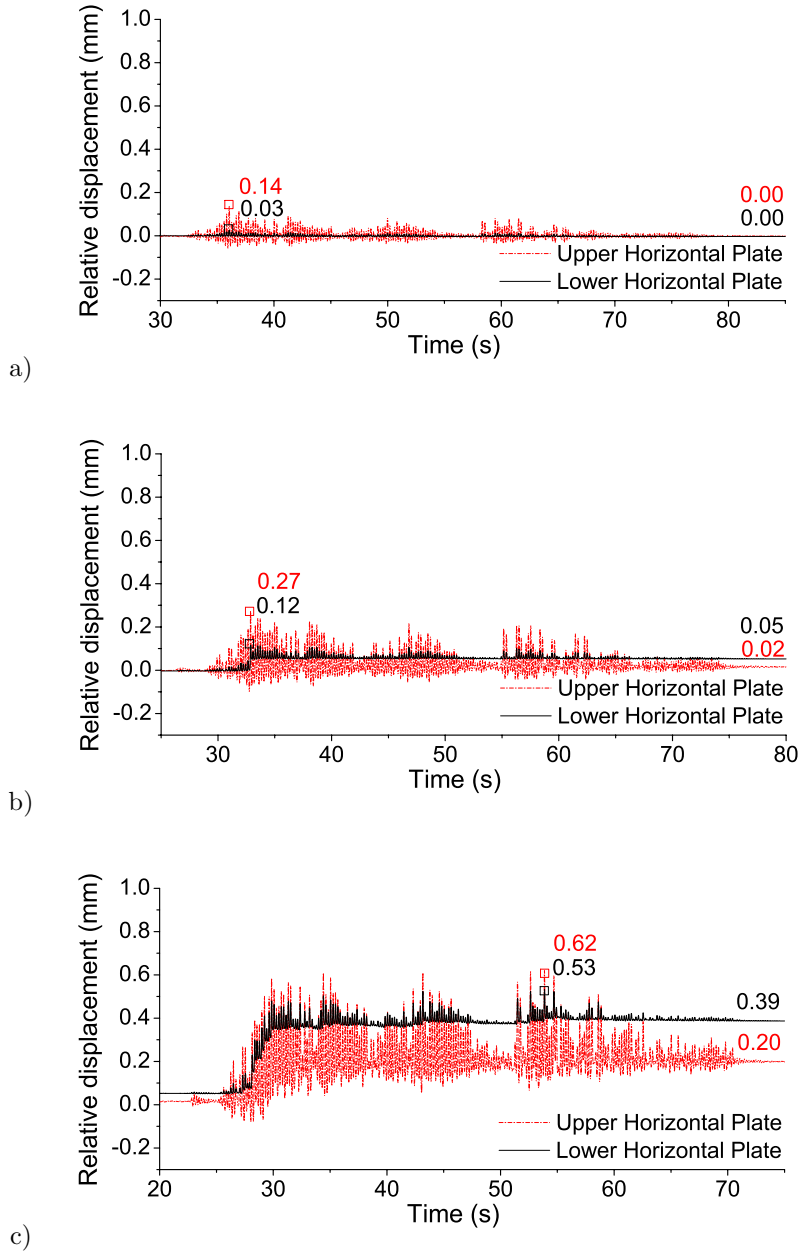 Relative displacement (mm)
1.0
0.8
0.6
0.4
0.2
0.0
-0.2
0.14
0.03
0.00
0.00
Upper Horizontal Plate
Lower Horizontal Plate
30 40 50 60 70 80
Time (s)
a)
Relative displacement (mm)
1.0
0.8
0.6
0.4
0.2
0.0
-0.2
0.27
0.12
0.05
0.02
Upper Horizontal Plate
Lower Horizontal Plate
30 40 50 60 70 80
Time (s)
b)
Relative displacement (mm)
1.0
0.8
0.6
0.4
0.2
0.0
-0.2
0.62
0.53
0.39
0.20
Upper Horizontal Plate
Lower Horizontal Plate
20 30 40 50 60 70
Time (s)
c)